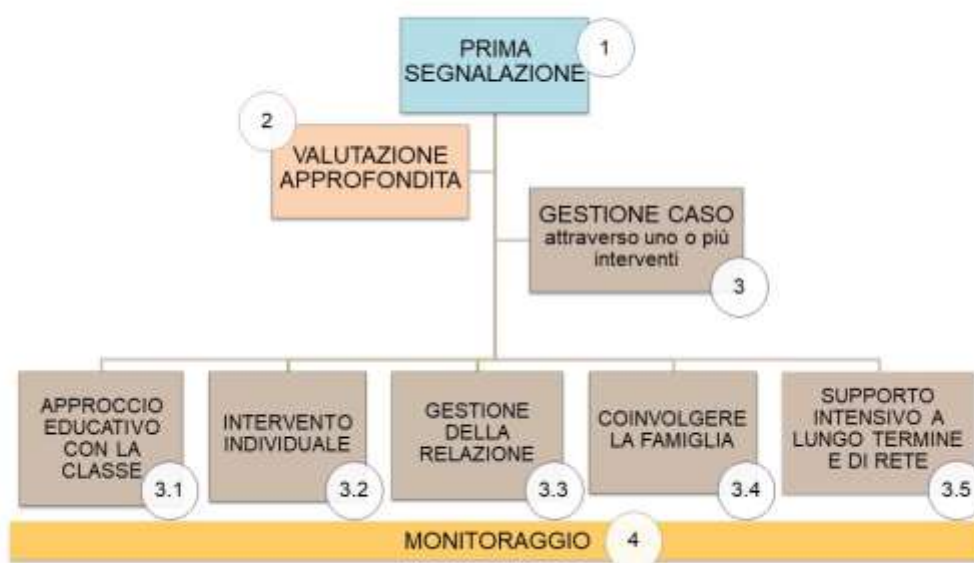 PRIMA
SEGNALAZIONE
1
2
VALUTAZIONE
APPROFONDITA
GESTIONE CASO
attraverso uno o più
interventi
3
APPROCCIO
EDUCATIVO
CON LA
CLASSE
3.1
INTERVENTO
INDIVIDUALE
3.2
GESTIONE
DELLA
RELAZIONE
3.3
COINVOLGERE
LA FAMIGLIA
3.4
SUPPORTO
INTENSIVO A
LUNGO TERMINE
E DI RETE
3.5
MONITORAGGIO 4